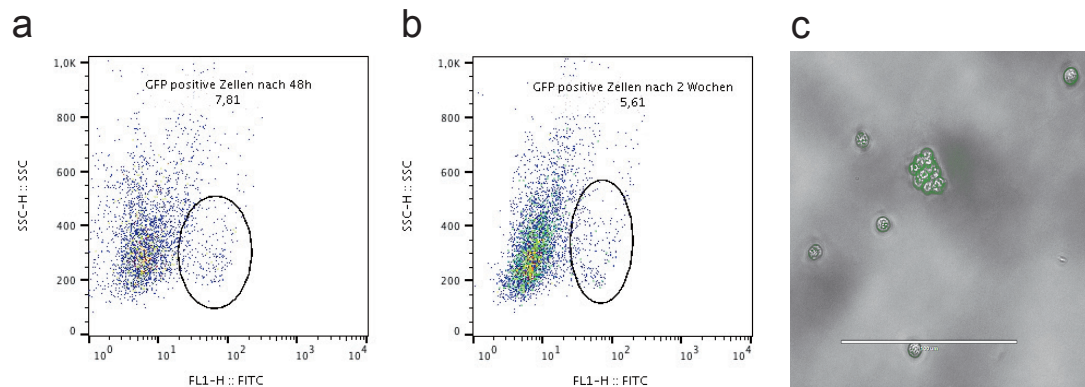 a
GFP positive Zellen nach 48h
7,81
1,0K
800
600
400
200
0
SSC-H :: SSC
10^0
10^1
10^2
10^3
10^4
FL1-H :: FITC
b
GFP positive Zellen nach 2 Wochen
5,61
1,0K
800
600
400
200
0
SSC-H :: SSC
10^0
10^1
10^2
10^3
10^4
FL1-H :: FITC
c